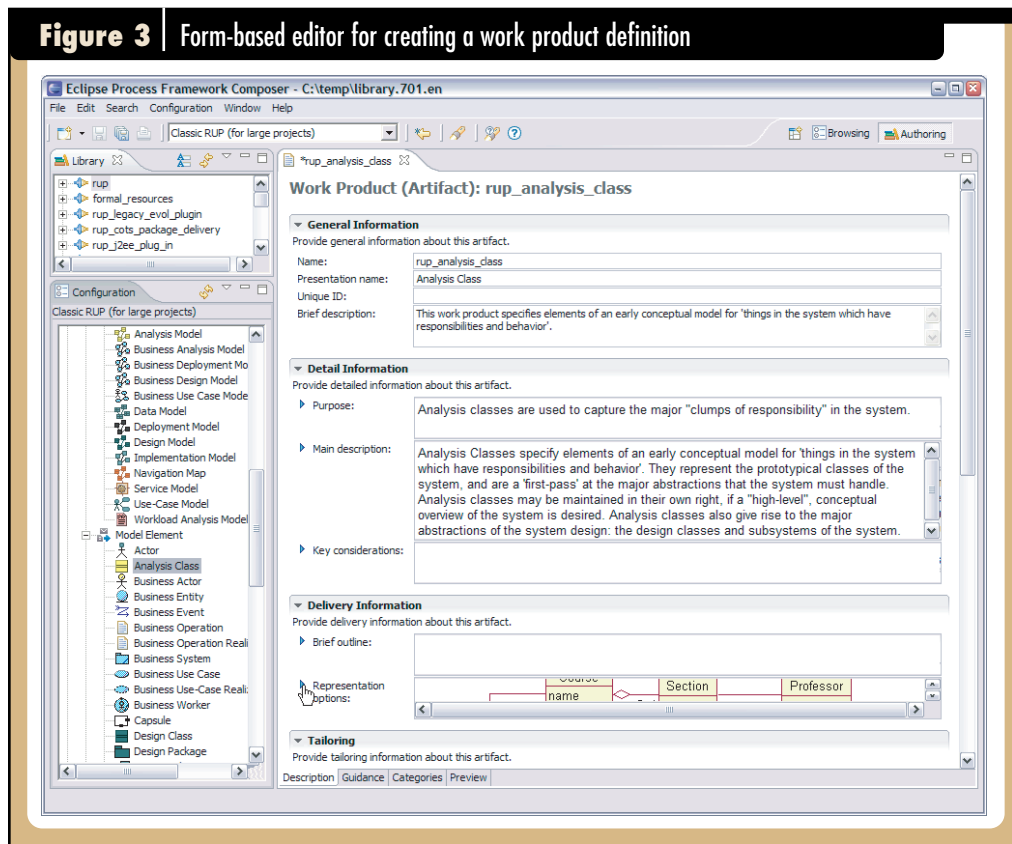 Figure 3 Form-based editor for creating a work product definition
Eclipse Process Framework Composer - C:\temp\library.701.en
File Edit Search Configuration Window Help
Classic RUP (for large projects)
Browsing Authoring
Library
rup
formal_resources
rup_legacy_evol_plugin
rup_cots_package_delivery
rup_j2ee_plug_in
Configuration
Classic RUP (for large projects)
Analysis Model
Business Analysis Model
Business Deployment Mo
Business Design Model
Business Use Case Mode
Data Model
Deployment Model
Design Model
Implementation Model
Navigation Map
Service Model
Use-Case Model
Workload Analysis Model
Model Element
Actor
Analysis Class
Business Actor
Business Entity
Business Event
Business Operation
Business Operation Reali
Business System
Business Use Case
Business Use-Case Reali
Business Worker
Capsule
Design Class
Design Package
*rup_analysis_class
Work Product (Artifact): rup_analysis_class
General Information
Provide general information about this artifact.
Name: rup_analysis_class
Presentation name: Analysis Class
Unique ID:
Brief description: This work product specifies elements of an early conceptual model for 'things in the system which have
responsibilities and behavior'.
Detail Information
Provide detailed information about this artifact.
Purpose: Analysis classes are used to capture the major "clumps of responsibility" in the system.
Main description: Analysis Classes specify elements of an early conceptual model for 'things in the system
which have responsibilities and behavior'. They represent the prototypical classes of the
system, and are a 'first-pass' at the major abstractions that the system must handle.
Analysis classes may be maintained in their own right, if a "high-level", conceptual
overview of the system is desired. Analysis classes also give rise to the major
abstractions of the system design: the design classes and subsystems of the system.
Key considerations:
Delivery Information
Provide delivery information about this artifact.
Brief outline:
Representation
options:
Course
name
Section
Professor
Tailoring
Provide tailoring information about this artifact.
Description Guidance Categories Preview